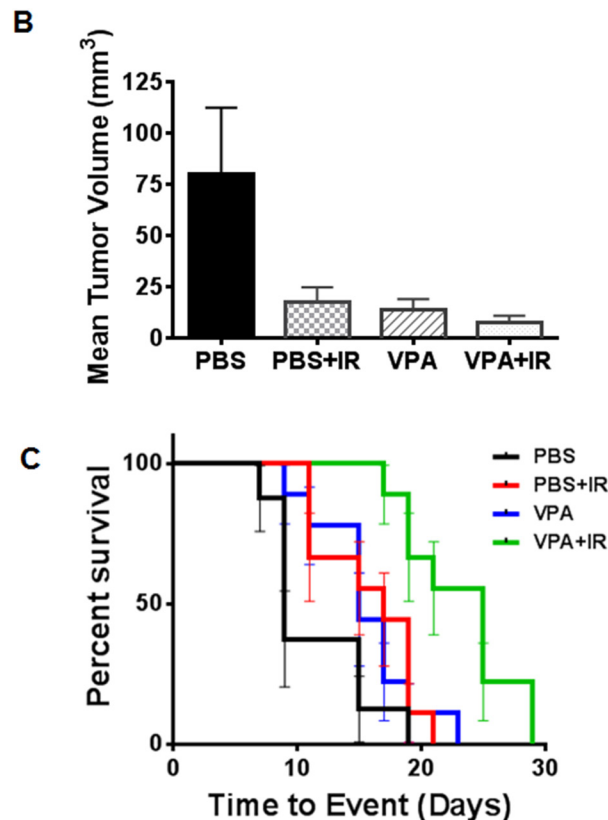 B
Mean Tumor Volume (mm³)
125
100
75
50
25
0
PBS
PBS+IR
VPA
VPA+IR
C
Percent survival
100
50
0
0
10
20
30
Time to Event (Days)
PBS
PBS+IR
VPA
VPA+IR